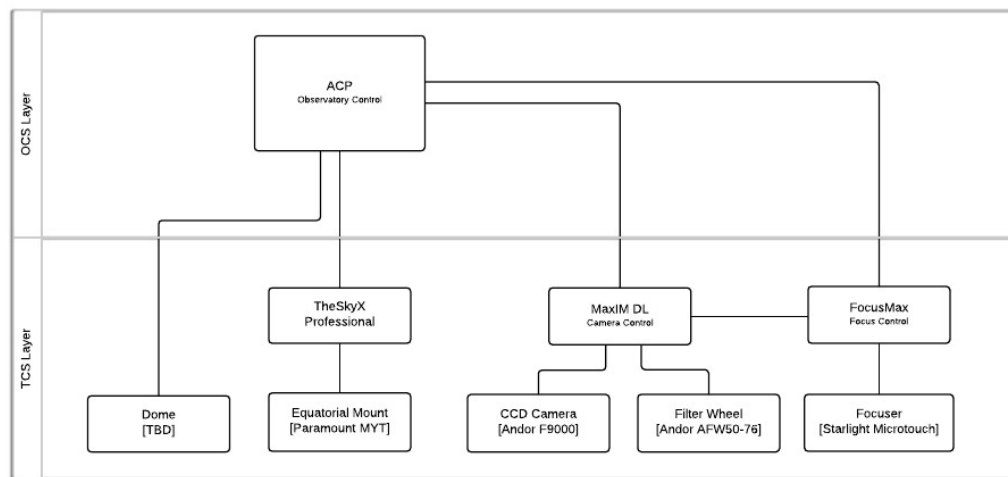 OCS Layer
ACP
Observatory Control
TCS Layer
TheSkyX
Professional
MaxIM DL
Camera Control
FocusMax
Focus Control
Dome
[TBD]
Equatorial Mount
[Paramount MYT]
CCD Camera
[Andor F9000]
Filter Wheel
[Andor AFW50-76]
Focuser
[Starlight Microtouch]